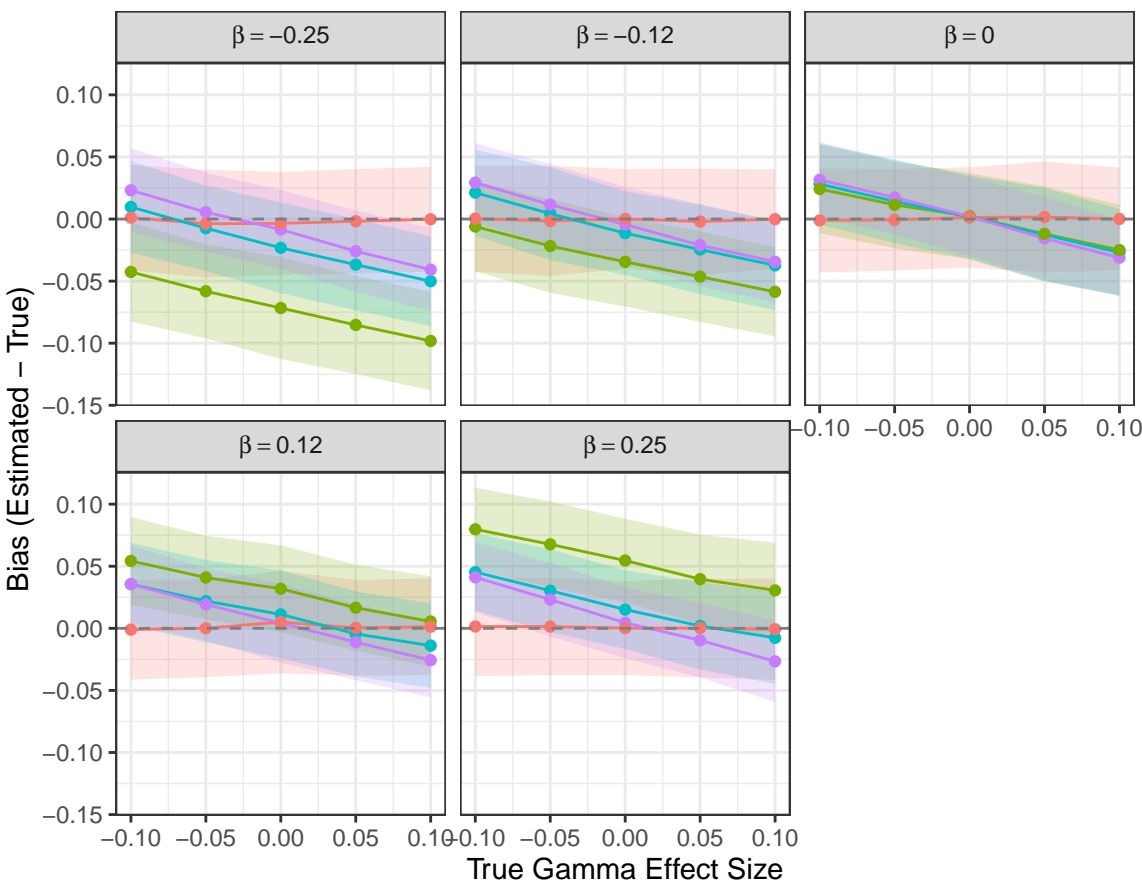 β = −0.25
β = −0.12
β = 0
0.10
0.05
0.00
−0.05
−0.10
−0.15
−0.10 −0.05 0.00 0.05 0.10
β = 0.12
β = 0.25
0.10
0.05
0.00
−0.05
−0.10
−0.15
−0.10 −0.05 0.00 0.05 0.10
−0.10 −0.05 0.00 0.05 0.10
True Gamma Effect Size
Bias (Estimated − True)